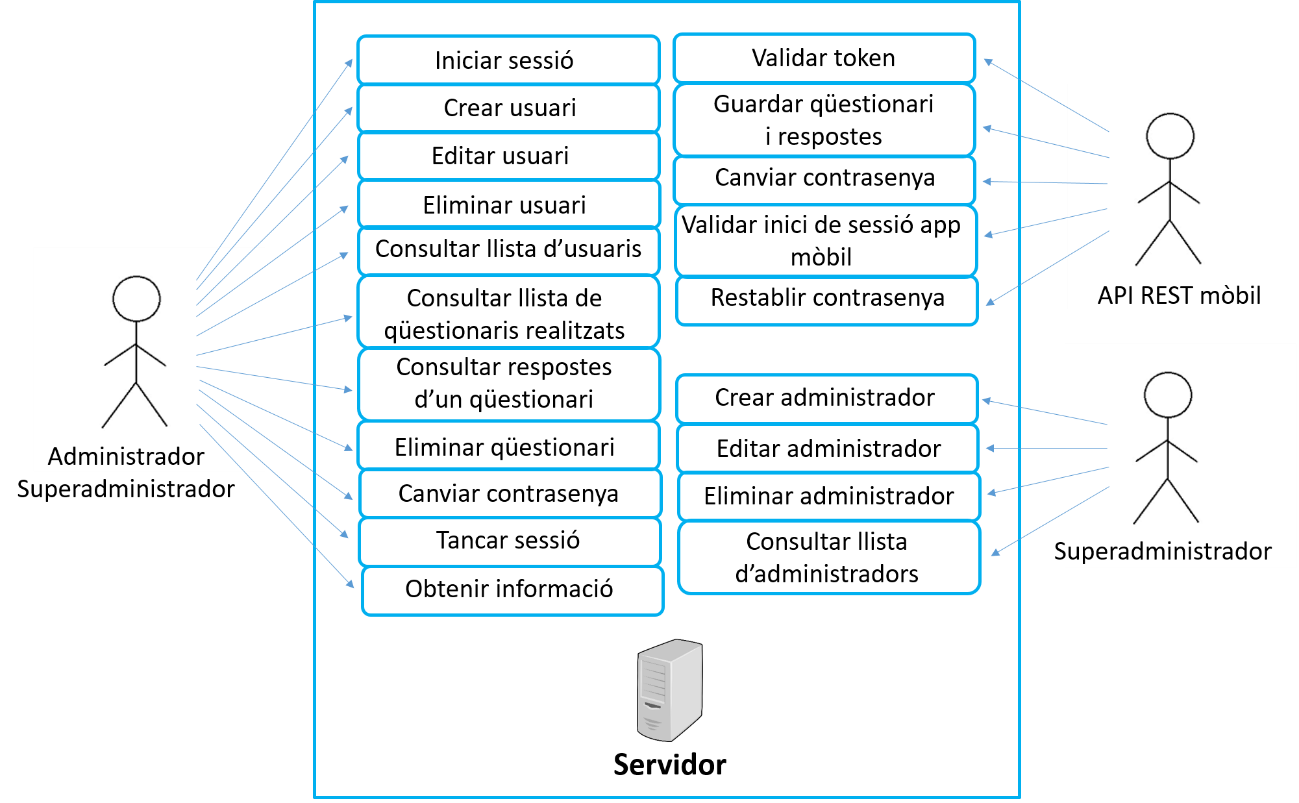 Iniciar sessió
Crear usuari
Editar usuari
Eliminar usuari
Consultar llista d’usuaris
Consultar llista de
qüestionaris realitzats
Consultar respostes
d’un qüestionari
Eliminar qüestionari
Canviar contrasenya
Tancar sessió
Obtenir informació
Administrador
Superadministrador
Validar token
Guardar qüestionari
i respostes
Canviar contrasenya
Validar inici de sessió app
mòbil
Restablir contrasenya
API REST mòbil
Crear administrador
Editar administrador
Eliminar administrador
Consultar llista
d’administradors
Superadministrador
Servidor